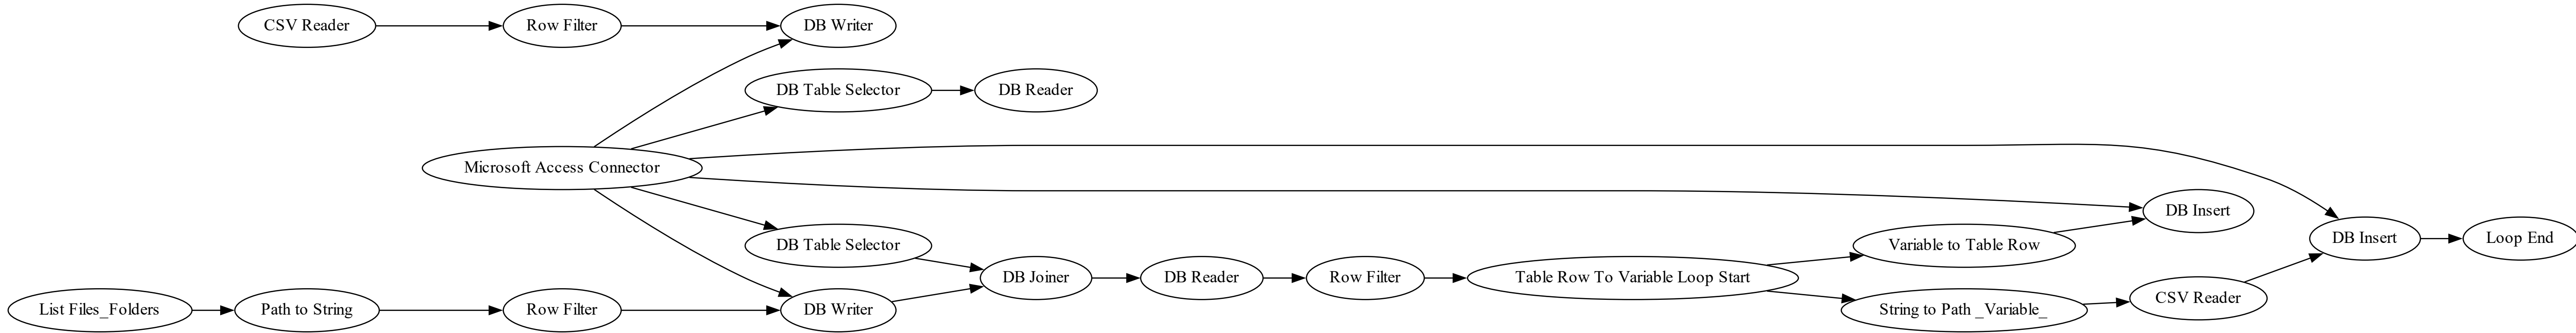 CSV Reader
Row Filter
DB Writer
DB Table Selector
DB Reader
Microsoft Access Connector
DB Insert
DB Table Selector
Variable to Table Row
DB Insert
Loop End
DB Joiner
DB Reader
Row Filter
Table Row To Variable Loop Start
CSV Reader
List Files_Folders
Path to String
Row Filter
DB Writer
String to Path _Variable_